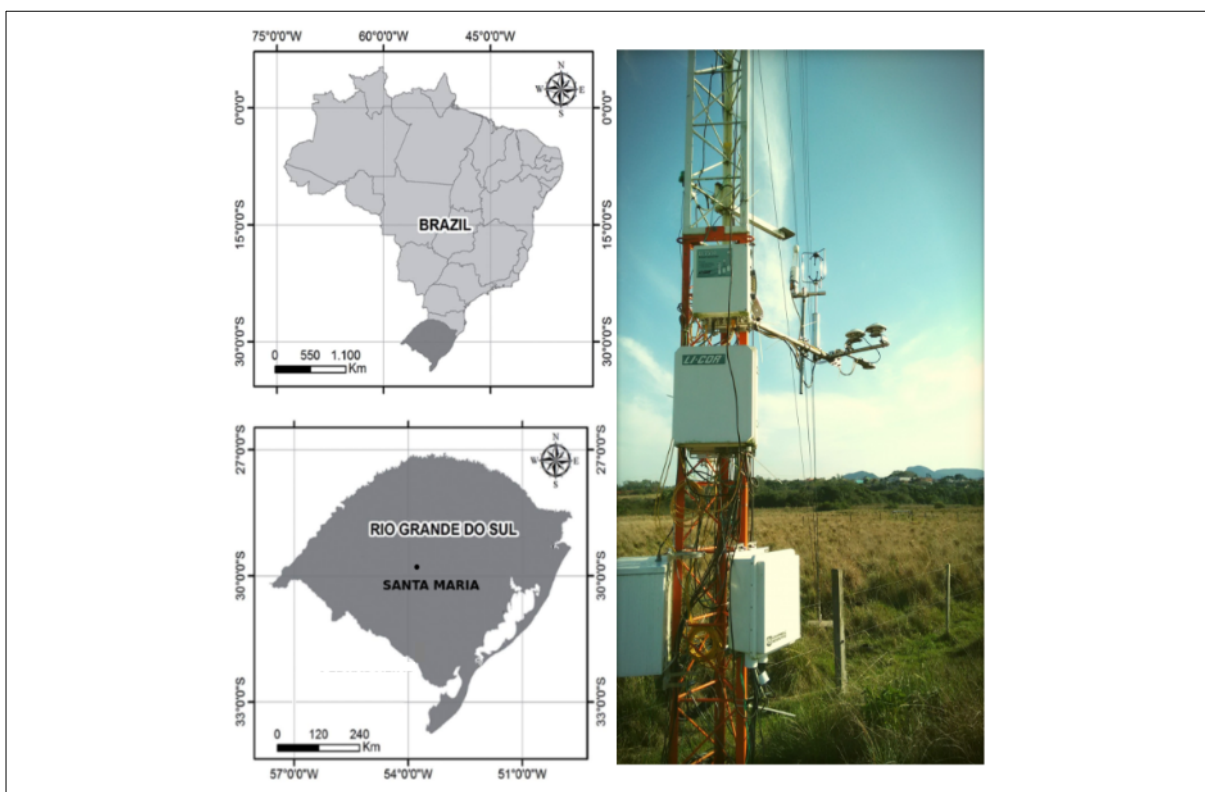 75°0'0"W 60°0'0"W 45°0'0"W
N
W E
S
0°0'0" 0°0'0"
BRAZIL
15°0'0"S 15°0'0"S
30°0'0"S 30°0'0"S
0 550 1.100
Km
27°0'0"S 27°0'0"S
N
W E
S
RIO GRANDE DO SUL
30°0'0"S 30°0'0"S
SANTA MARIA
33°0'0"S 33°0'0"S
0 120 240
Km
57°0'0"W 54°0'0"W 51°0'0"W
LI-COR